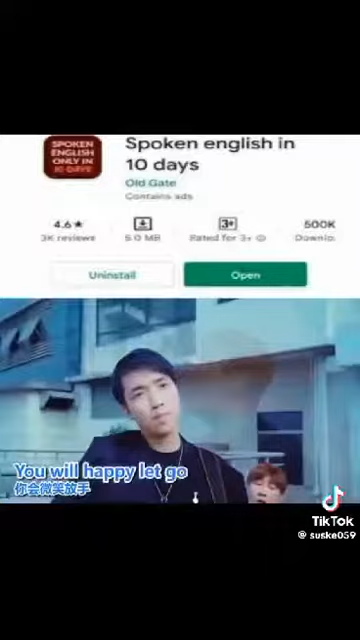 SPOKEN
ENGLISH
ONLY IN
10 DAYS
Spoken english in
10 days
Old Gate
Contains ads
4.6★
3K reviews
5.0 MB
3+
Rated for 3+
500K
Downlo
Uninstall
Open
You will happy let go
你会微笑放手
TikTok
@ suske059